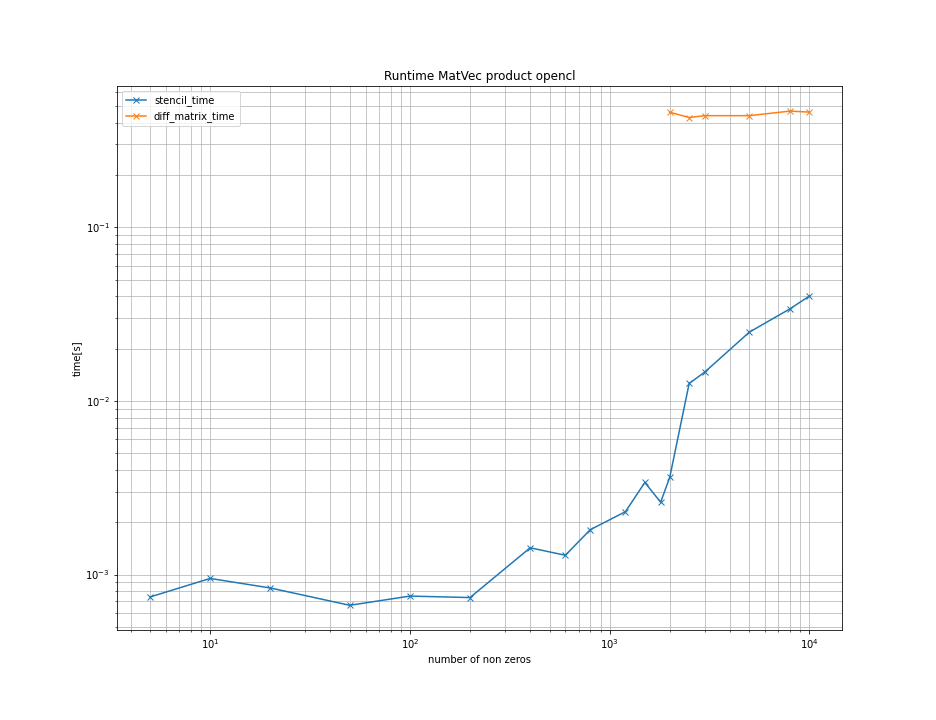 Runtime MatVec product opencl
stencil_time
diff_matrix_time
time[s]
10⁻¹
10⁻²
10⁻³
10¹
10²
10³
10⁴
number of non zeros